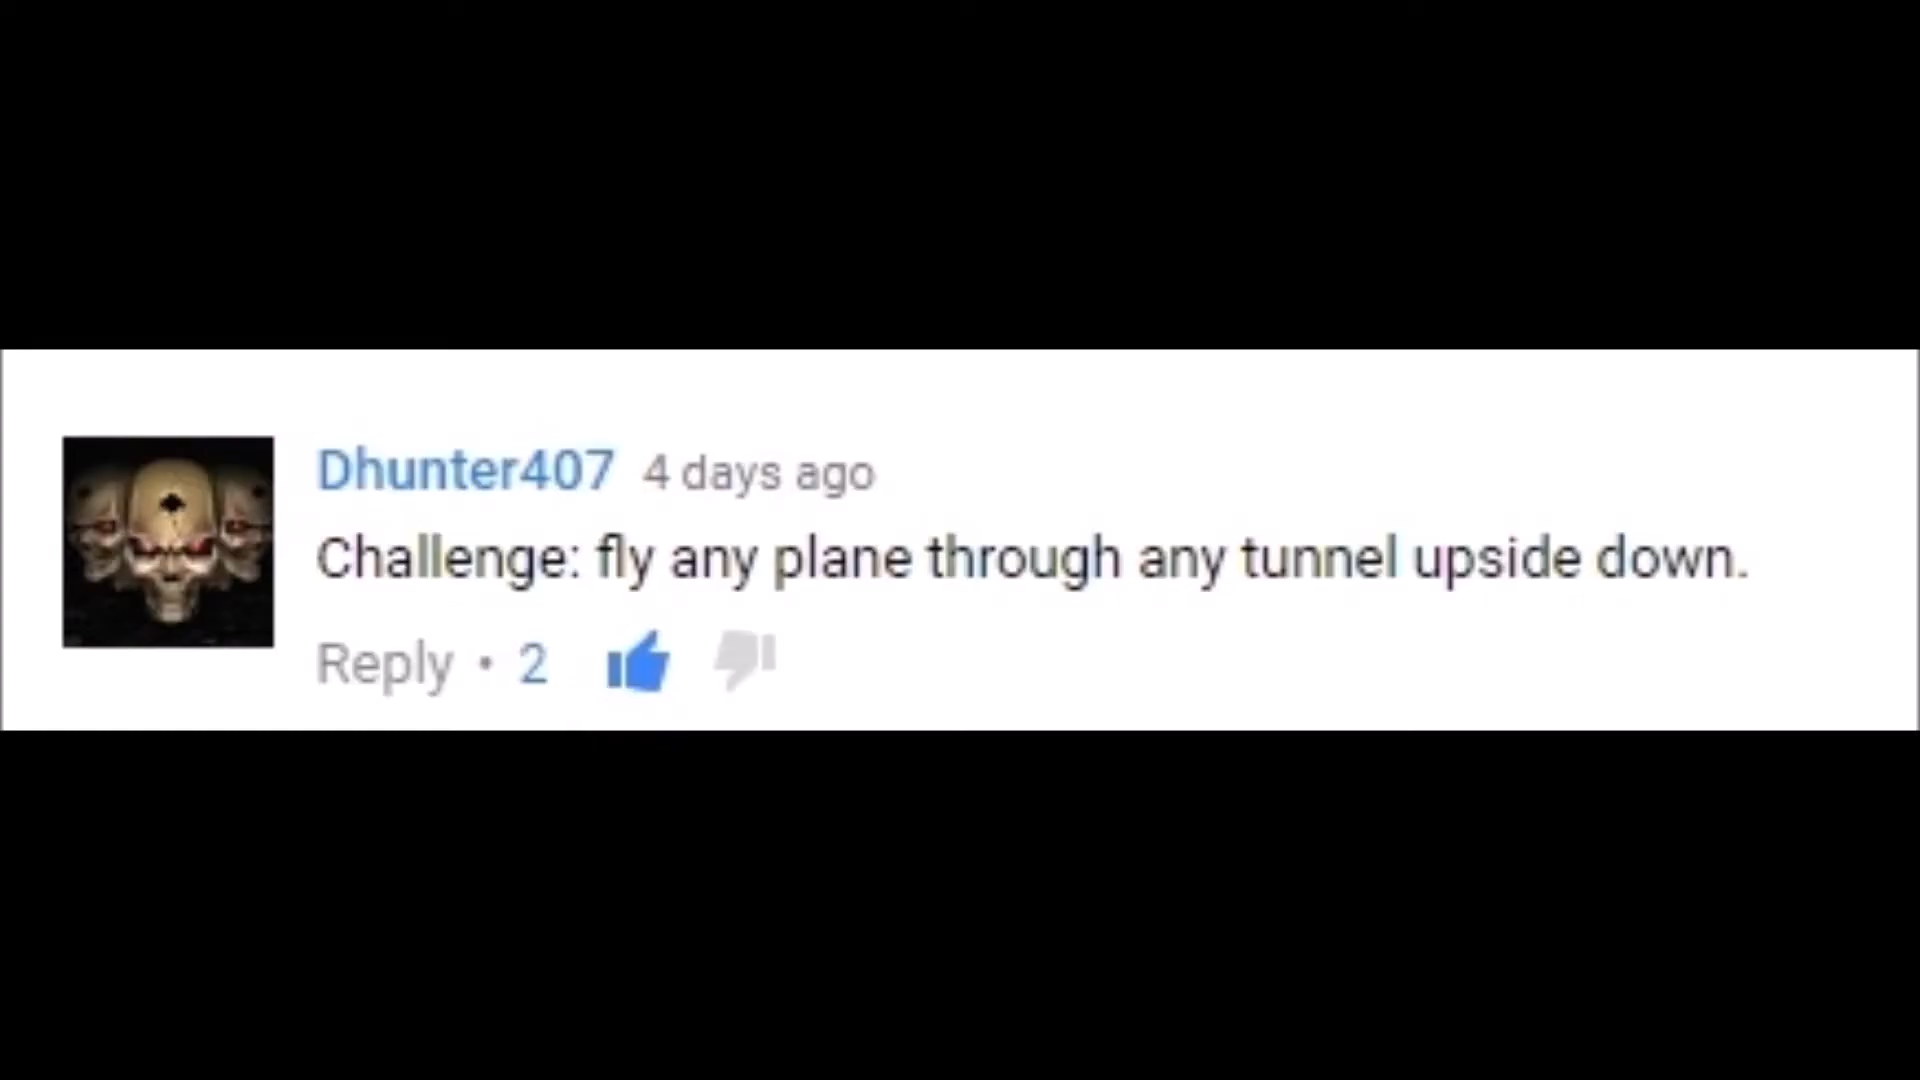 Dhunter407 4 days ago
Challenge: fly any plane through any tunnel upside down.
Reply • 2